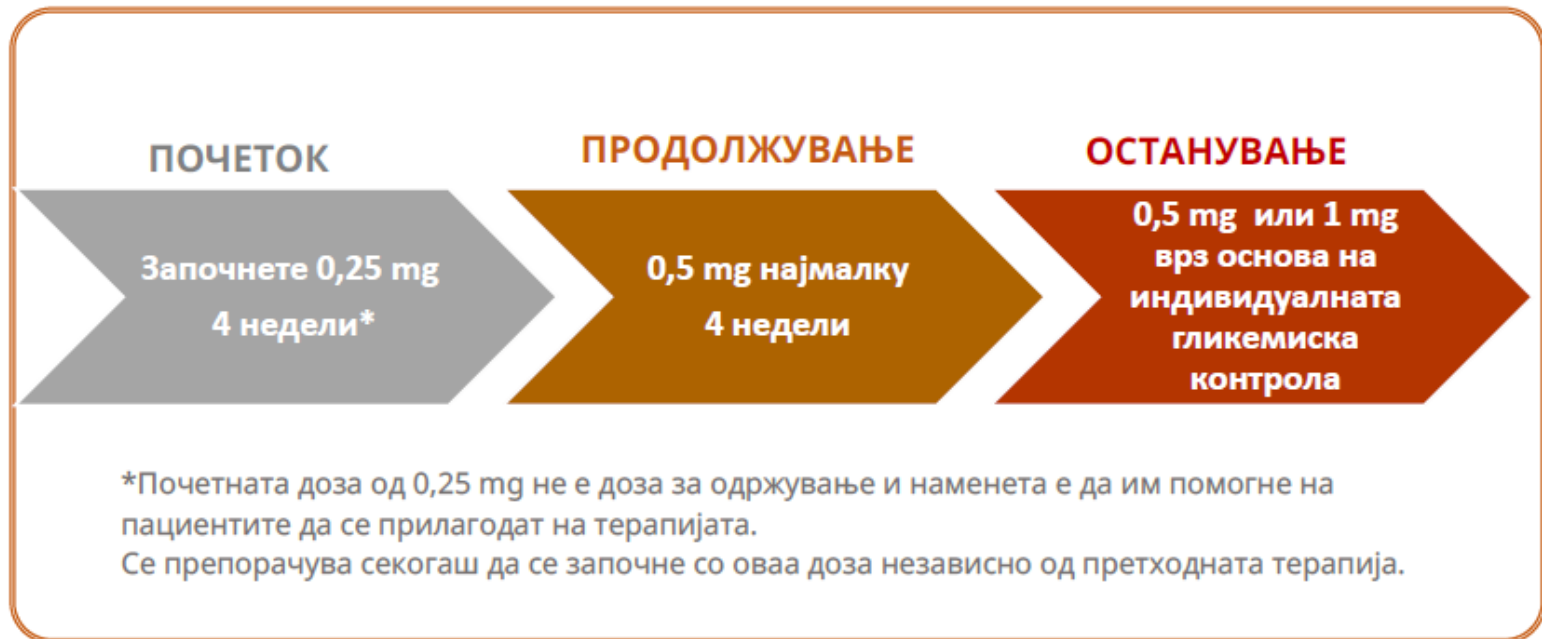 ПОЧЕТОК
Започнете 0,25 mg
4 недели*
ПРОДОЛЖУВАЊЕ
0,5 mg најмалку
4 недели
ОСТАНУВАЊЕ
0,5 mg или 1 mg
врз основа на
индивидуалната
гликемиска
контрола
*Почетната доза од 0,25 mg не е доза за одржување и наменета е да им помогне на
пациентите да се прилагодат на терапијата.
Се препорачува секогаш да се започне со оваа доза независно од претходната терапија.